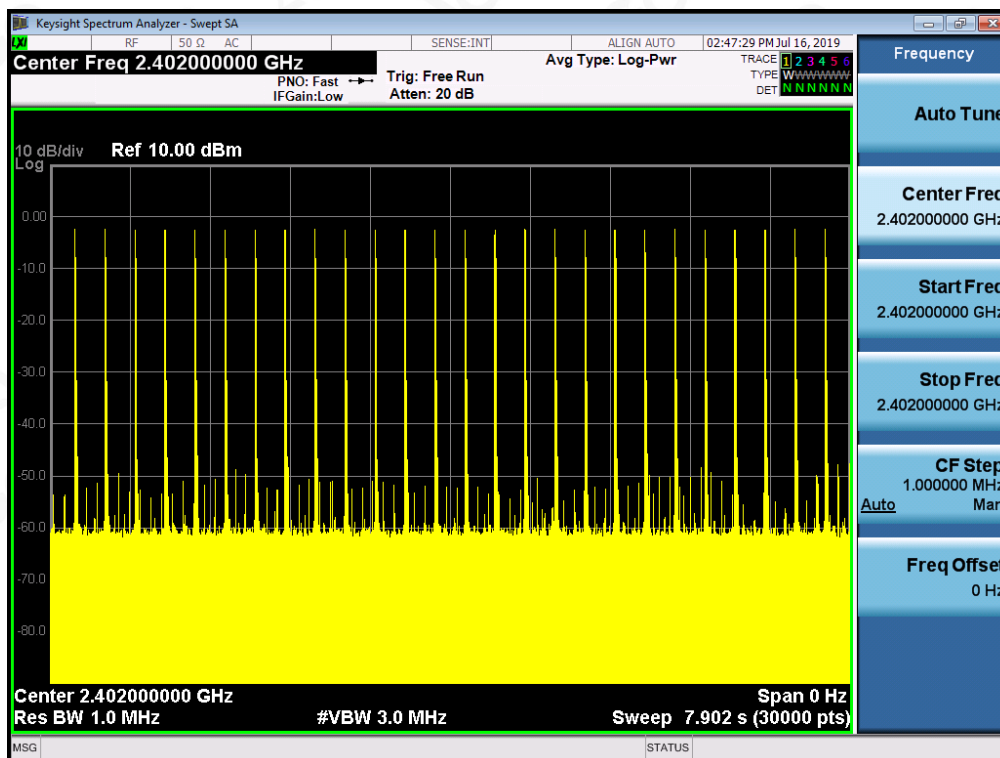 Keysight Spectrum Analyzer - Swept SA
LXI RF 50 Ω AC SENSE:INT ALIGN AUTO 02:47:29 PM Jul 16, 2019
Center Freq 2.402000000 GHz
PNO: Fast
IFGain:Low
Trig: Free Run
Atten: 20 dB
Avg Type: Log-Pwr
TRACE 1 2 3 4 5 6
TYPE WWWWWW
DET N N N N N N
10 dB/div Ref 10.00 dBm
Log
0.00
-10.0
-20.0
-30.0
-40.0
-50.0
-60.0
-70.0
-80.0
Center 2.402000000 GHz Span 0 Hz
Res BW 1.0 MHz #VBW 3.0 MHz Sweep 7.902 s (30000 pts)
MSG STATUS
Frequency
Auto Tune
Center Freq
2.402000000 GHz
Start Freq
2.402000000 GHz
Stop Freq
2.402000000 GHz
CF Step
1.000000 MHz
Auto Man
Freq Offset
0 Hz